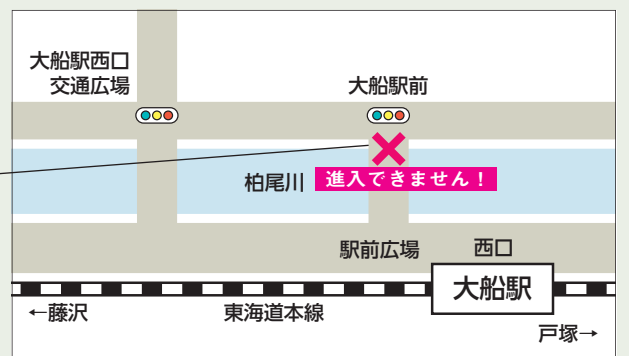 大船駅西口
交通広場
大船駅前
柏尾川
進入できません！
駅前広場
西口
大船駅
←藤沢
東海道本線
戸塚→